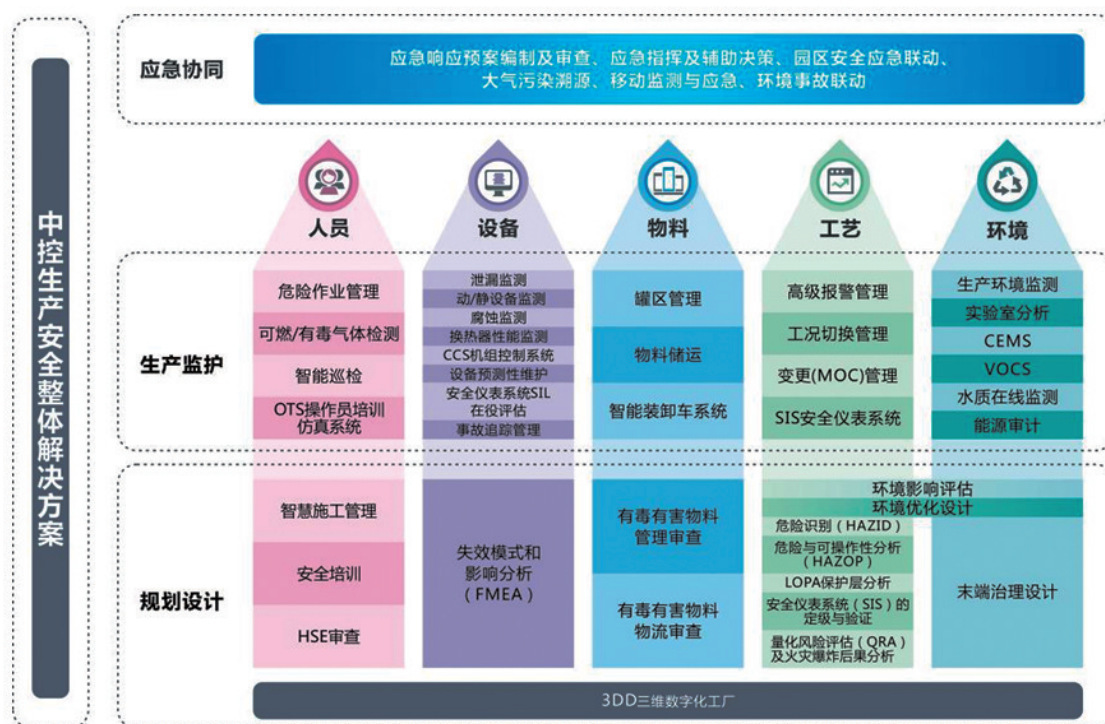 中控生产安全整体解决方案
应急协同
应急响应预案编制及审查、应急指挥及辅助决策、园区安全应急联动、
大气污染溯源、移动监测与应急、环境事故联动
人员
设备
物料
工艺
环境
生产监护
危险作业管理
可燃/有毒气体检测
智能巡检
OTS操作员培训
仿真系统
泄漏监测
动/静设备监测
腐蚀监测
换热器性能监测
CCS机组控制系统
设备预测性维护
安全仪表系统SIL
在役评估
事故追踪管理
罐区管理
物料储运
智能装卸车系统
高级报警管理
工况切换管理
变更(MOC)管理
SIS安全仪表系统
生产环境监测
实验室分析
CEMS
VOCS
水质在线监测
能源审计
规划设计
智慧施工管理
安全培训
HSE审查
失效模式和
影响分析
(FMEA)
有毒有害物料
管理审查
有毒有害物料
物流审查
环境影响评估
环境优化设计
危险识别(HAZID)
危险与可操作性分析
(HAZOP)
LOPA保护层分析
安全仪表系统(SIS)的
定级与验证
量化风险评估(QRA)
及火灾爆炸后果分析
末端治理设计
3DD三维数字化工厂